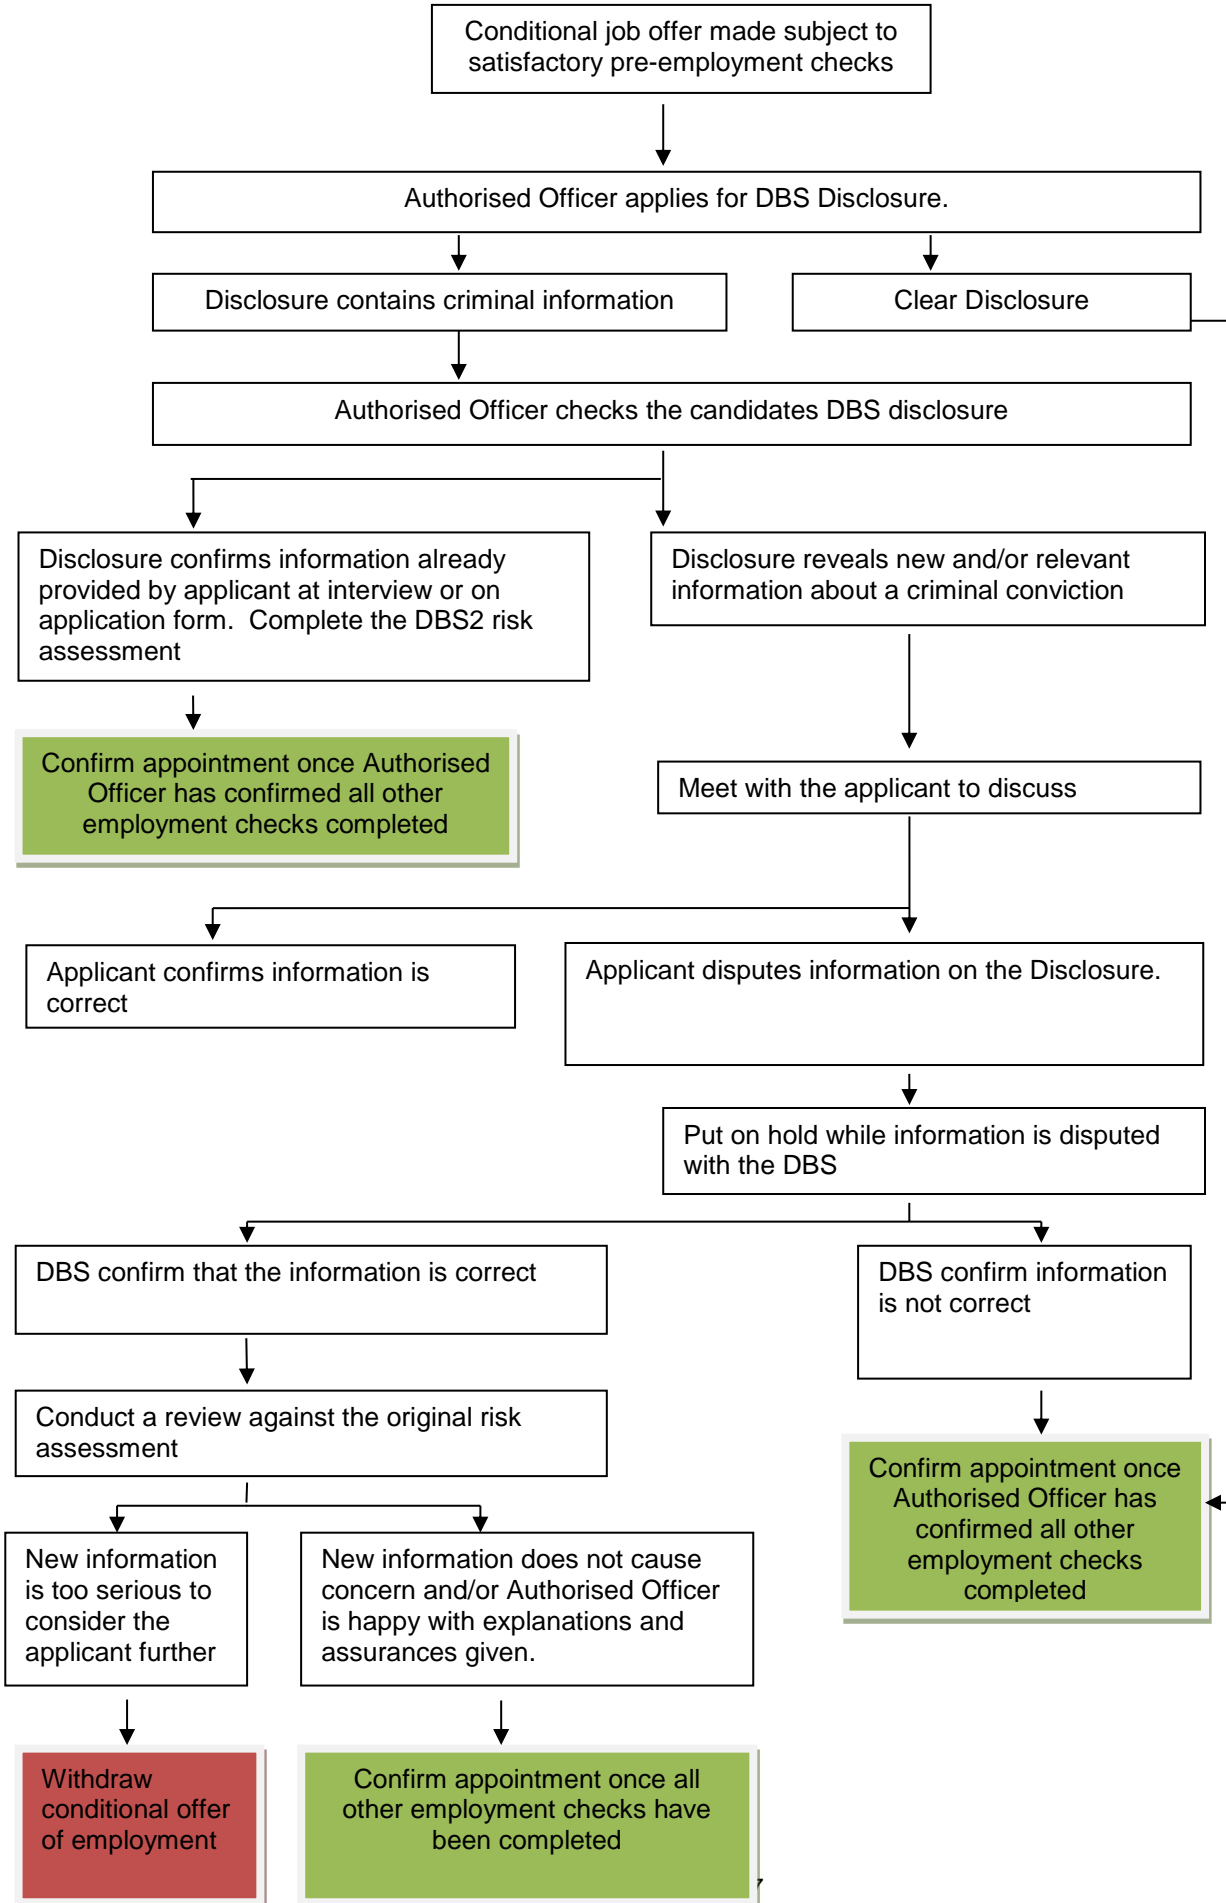 Conditional job offer made subject to
satisfactory pre-employment checks
Authorised Officer applies for DBS Disclosure.
Disclosure contains criminal information
Clear Disclosure
Authorised Officer checks the candidates DBS disclosure
Disclosure confirms information already
provided by applicant at interview or on
application form.  Complete the DBS2 risk
assessment
Disclosure reveals new and/or relevant
information about a criminal conviction
Confirm appointment once Authorised
Officer has confirmed all other
employment checks completed
Meet with the applicant to discuss
Applicant confirms information is
correct
Applicant disputes information on the Disclosure.
Put on hold while information is disputed
with the DBS
DBS confirm that the information is correct
DBS confirm information
is not correct
Conduct a review against the original risk
assessment
Confirm appointment once
Authorised Officer has
confirmed all other
employment checks
completed
New information
is too serious to
consider the
applicant further
New information does not cause
concern and/or Authorised Officer
is happy with explanations and
assurances given.
Withdraw
conditional offer
of employment
Confirm appointment once all
other employment checks have
been completed